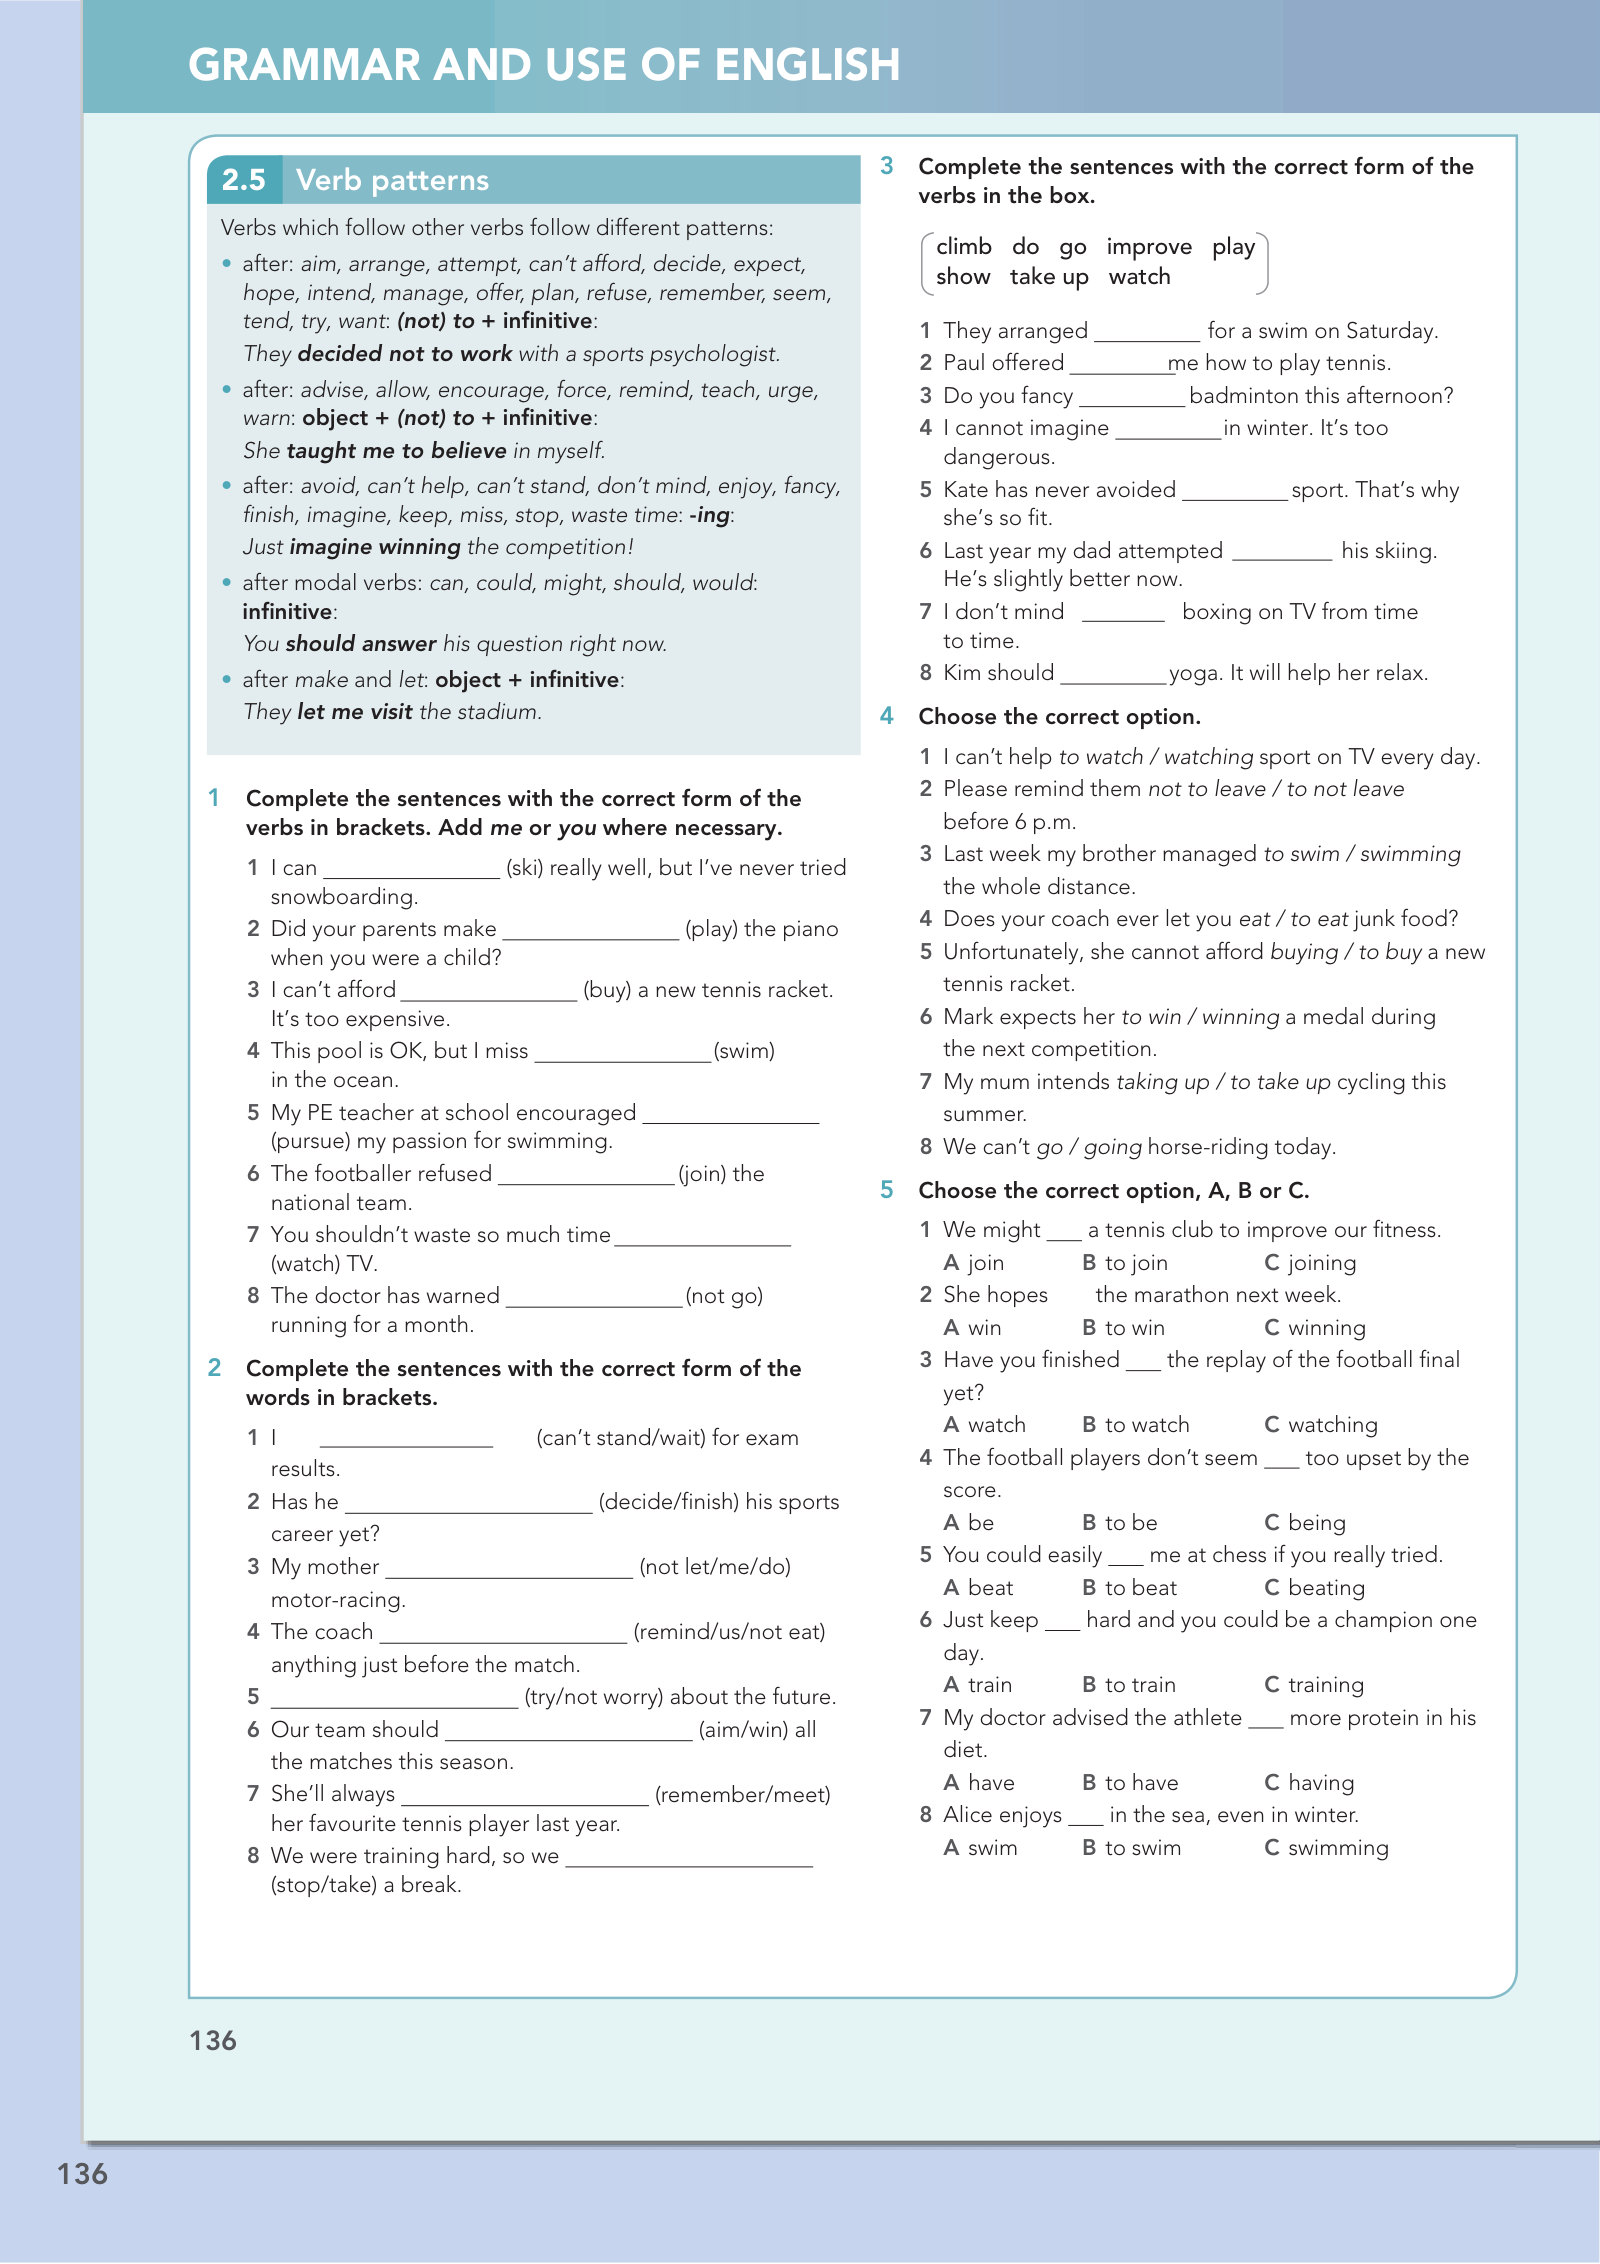 GRAMMAR AND USE OF ENGLISH
2.5 Verb patterns
Verbs which follow other verbs follow different patterns:
• after: aim, arrange, attempt, can't afford, decide, expect,
hope, intend, manage, offer, plan, refuse, remember, seem,
tend, try, want: (not) to + infinitive:
They decided not to work with a sports psychologist.
• after: advise, allow, encourage, force, remind, teach, urge,
warn: object + (not) to + infinitive:
She taught me to believe in myself.
• after: avoid, can't help, can't stand, don't mind, enjoy, fancy,
finish, imagine, keep, miss, stop, waste time: -ing:
Just imagine winning the competition!
• after modal verbs: can, could, might, should, would:
infinitive:
You should answer his question right now.
• after make and let: object + infinitive:
They let me visit the stadium.
1 Complete the sentences with the correct form of the
verbs in brackets. Add me or you where necessary.
1 I can _______________ (ski) really well, but I've never tried
snowboarding.
2 Did your parents make _______________ (play) the piano
when you were a child?
3 I can't afford _______________ (buy) a new tennis racket.
It's too expensive.
4 This pool is OK, but I miss _______________ (swim)
in the ocean.
5 My PE teacher at school encouraged _______________
(pursue) my passion for swimming.
6 The footballer refused _______________ (join) the
national team.
7 You shouldn't waste so much time _______________
(watch) TV.
8 The doctor has warned _______________ (not go)
running for a month.
2 Complete the sentences with the correct form of the
words in brackets.
1 I _______________ (can't stand/wait) for exam
results.
2 Has he _____________________ (decide/finish) his sports
career yet?
3 My mother _____________________ (not let/me/do)
motor-racing.
4 The coach _____________________ (remind/us/not eat)
anything just before the match.
5 _____________________ (try/not worry) about the future.
6 Our team should _____________________ (aim/win) all
the matches this season.
7 She'll always _____________________ (remember/meet)
her favourite tennis player last year.
8 We were training hard, so we _____________________
(stop/take) a break.
3 Complete the sentences with the correct form of the
verbs in the box.
climb do go improve play
show take up watch
1 They arranged _________ for a swim on Saturday.
2 Paul offered _________ me how to play tennis.
3 Do you fancy _________ badminton this afternoon?
4 I cannot imagine _________ in winter. It's too
dangerous.
5 Kate has never avoided _________ sport. That's why
she's so fit.
6 Last year my dad attempted _________ his skiing.
He's slightly better now.
7 I don't mind _______ boxing on TV from time
to time.
8 Kim should _________ yoga. It will help her relax.
4 Choose the correct option.
1 I can't help to watch / watching sport on TV every day.
2 Please remind them not to leave / to not leave
before 6 p.m.
3 Last week my brother managed to swim / swimming
the whole distance.
4 Does your coach ever let you eat / to eat junk food?
5 Unfortunately, she cannot afford buying / to buy a new
tennis racket.
6 Mark expects her to win / winning a medal during
the next competition.
7 My mum intends taking up / to take up cycling this
summer.
8 We can't go / going horse-riding today.
5 Choose the correct option, A, B or C.
1 We might ___ a tennis club to improve our fitness.
A join B to join C joining
2 She hopes the marathon next week.
A win B to win C winning
3 Have you finished ___ the replay of the football final
yet?
A watch B to watch C watching
4 The football players don't seem ___ too upset by the
score.
A be B to be C being
5 You could easily ___ me at chess if you really tried.
A beat B to beat C beating
6 Just keep ___ hard and you could be a champion one
day.
A train B to train C training
7 My doctor advised the athlete ___ more protein in his
diet.
A have B to have C having
8 Alice enjoys ___ in the sea, even in winter.
A swim B to swim C swimming
136
136